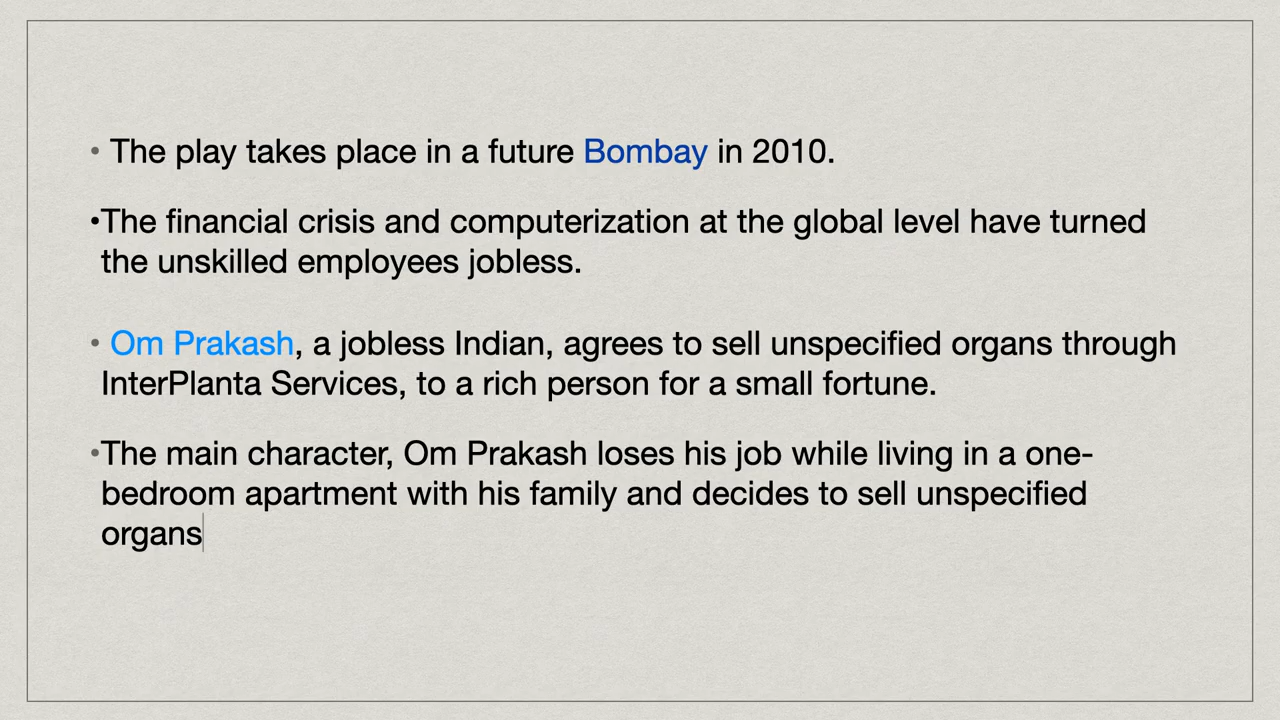 • The play takes place in a future Bombay in 2010.
•The financial crisis and computerization at the global level have turned
the unskilled employees jobless.
• Om Prakash, a jobless Indian, agrees to sell unspecified organs through
InterPlanta Services, to a rich person for a small fortune.
•The main character, Om Prakash loses his job while living in a one-
bedroom apartment with his family and decides to sell unspecified
organs